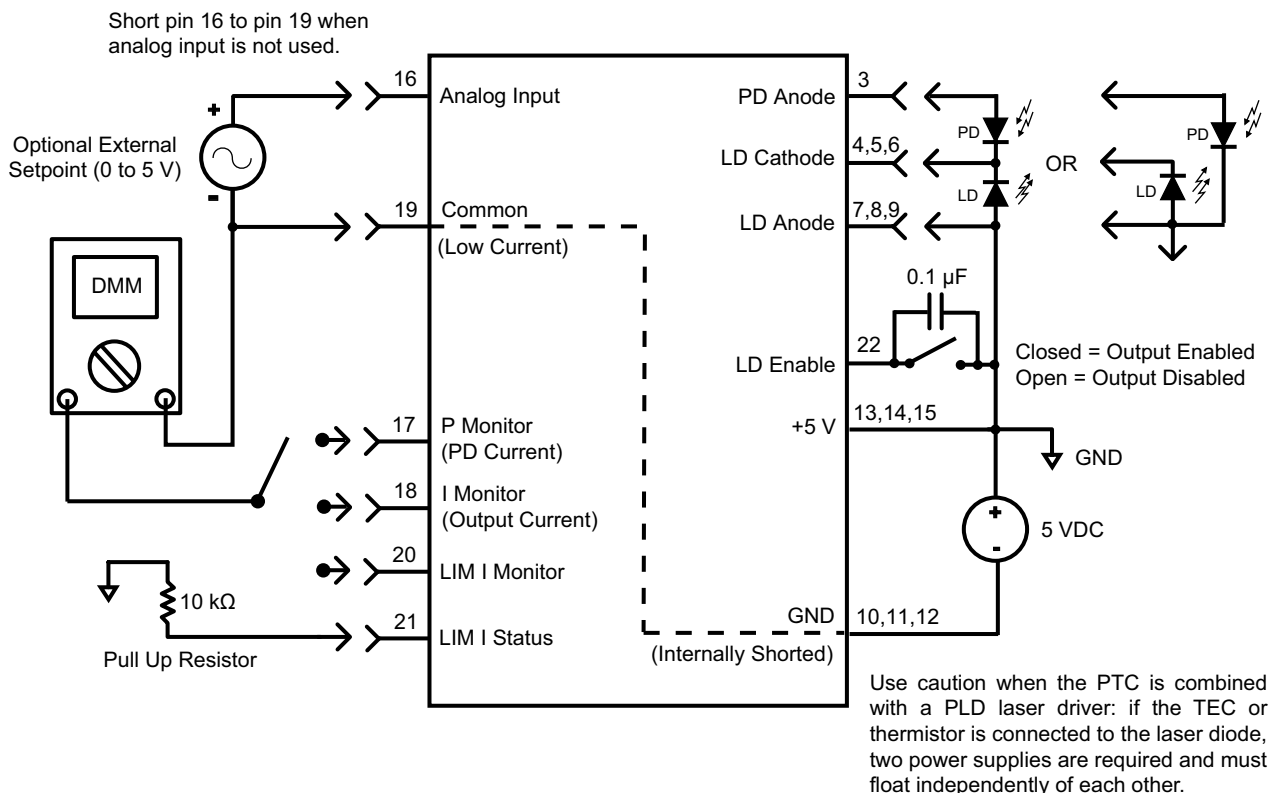 Short pin 16 to pin 19 when
analog input is not used.
+
Optional External
Setpoint (0 to 5 V)
-
16
Analog Input
19
Common
(Low Current)
DMM
17
P Monitor
(PD Current)
18
I Monitor
(Output Current)
20
LIM I Monitor
10 kΩ
21
LIM I Status
Pull Up Resistor
PD Anode
3
PD
LD Cathode
4,5,6
LD
LD Anode
7,8,9
OR
PD
LD
0.1 µF
LD Enable
22
Closed = Output Enabled
Open = Output Disabled
+5 V
13,14,15
GND
+
5 VDC
-
GND
10,11,12
(Internally Shorted)
Use caution when the PTC is combined
with a PLD laser driver: if the TEC or
thermistor is connected to the laser diode,
two power supplies are required and must
float independently of each other.